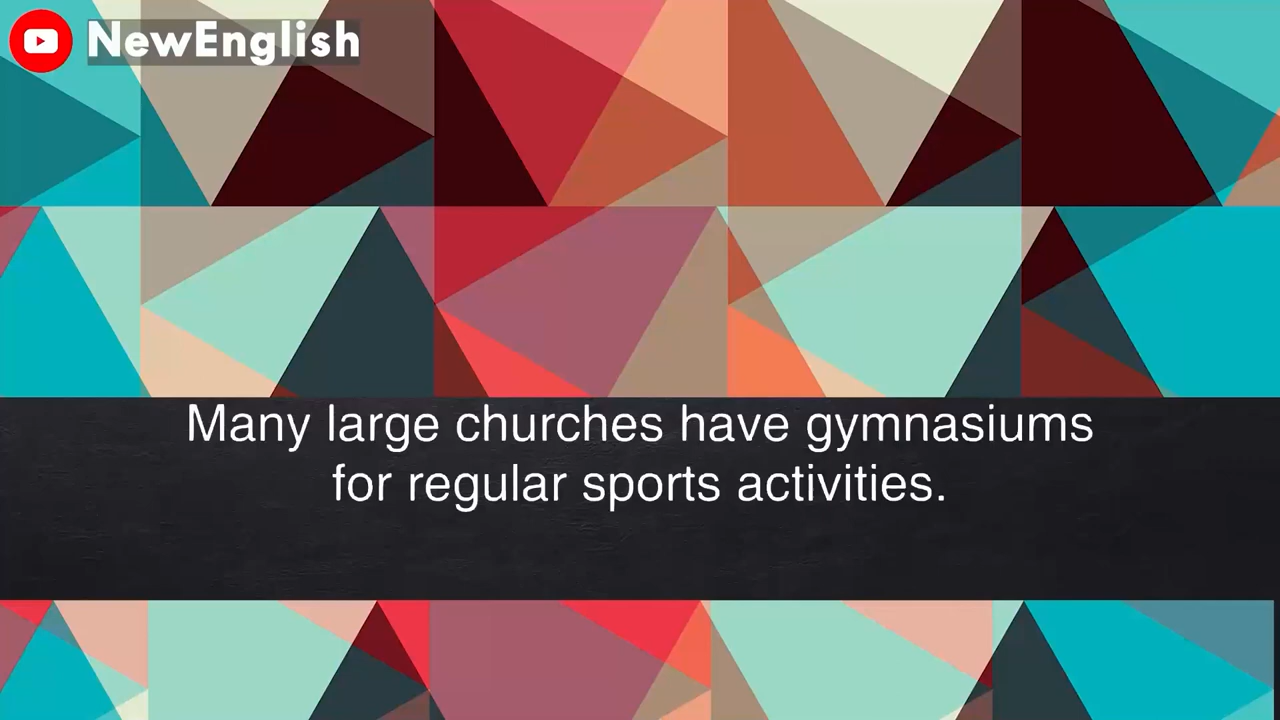 NewEnglish
Many large churches have gymnasiums
for regular sports activities.